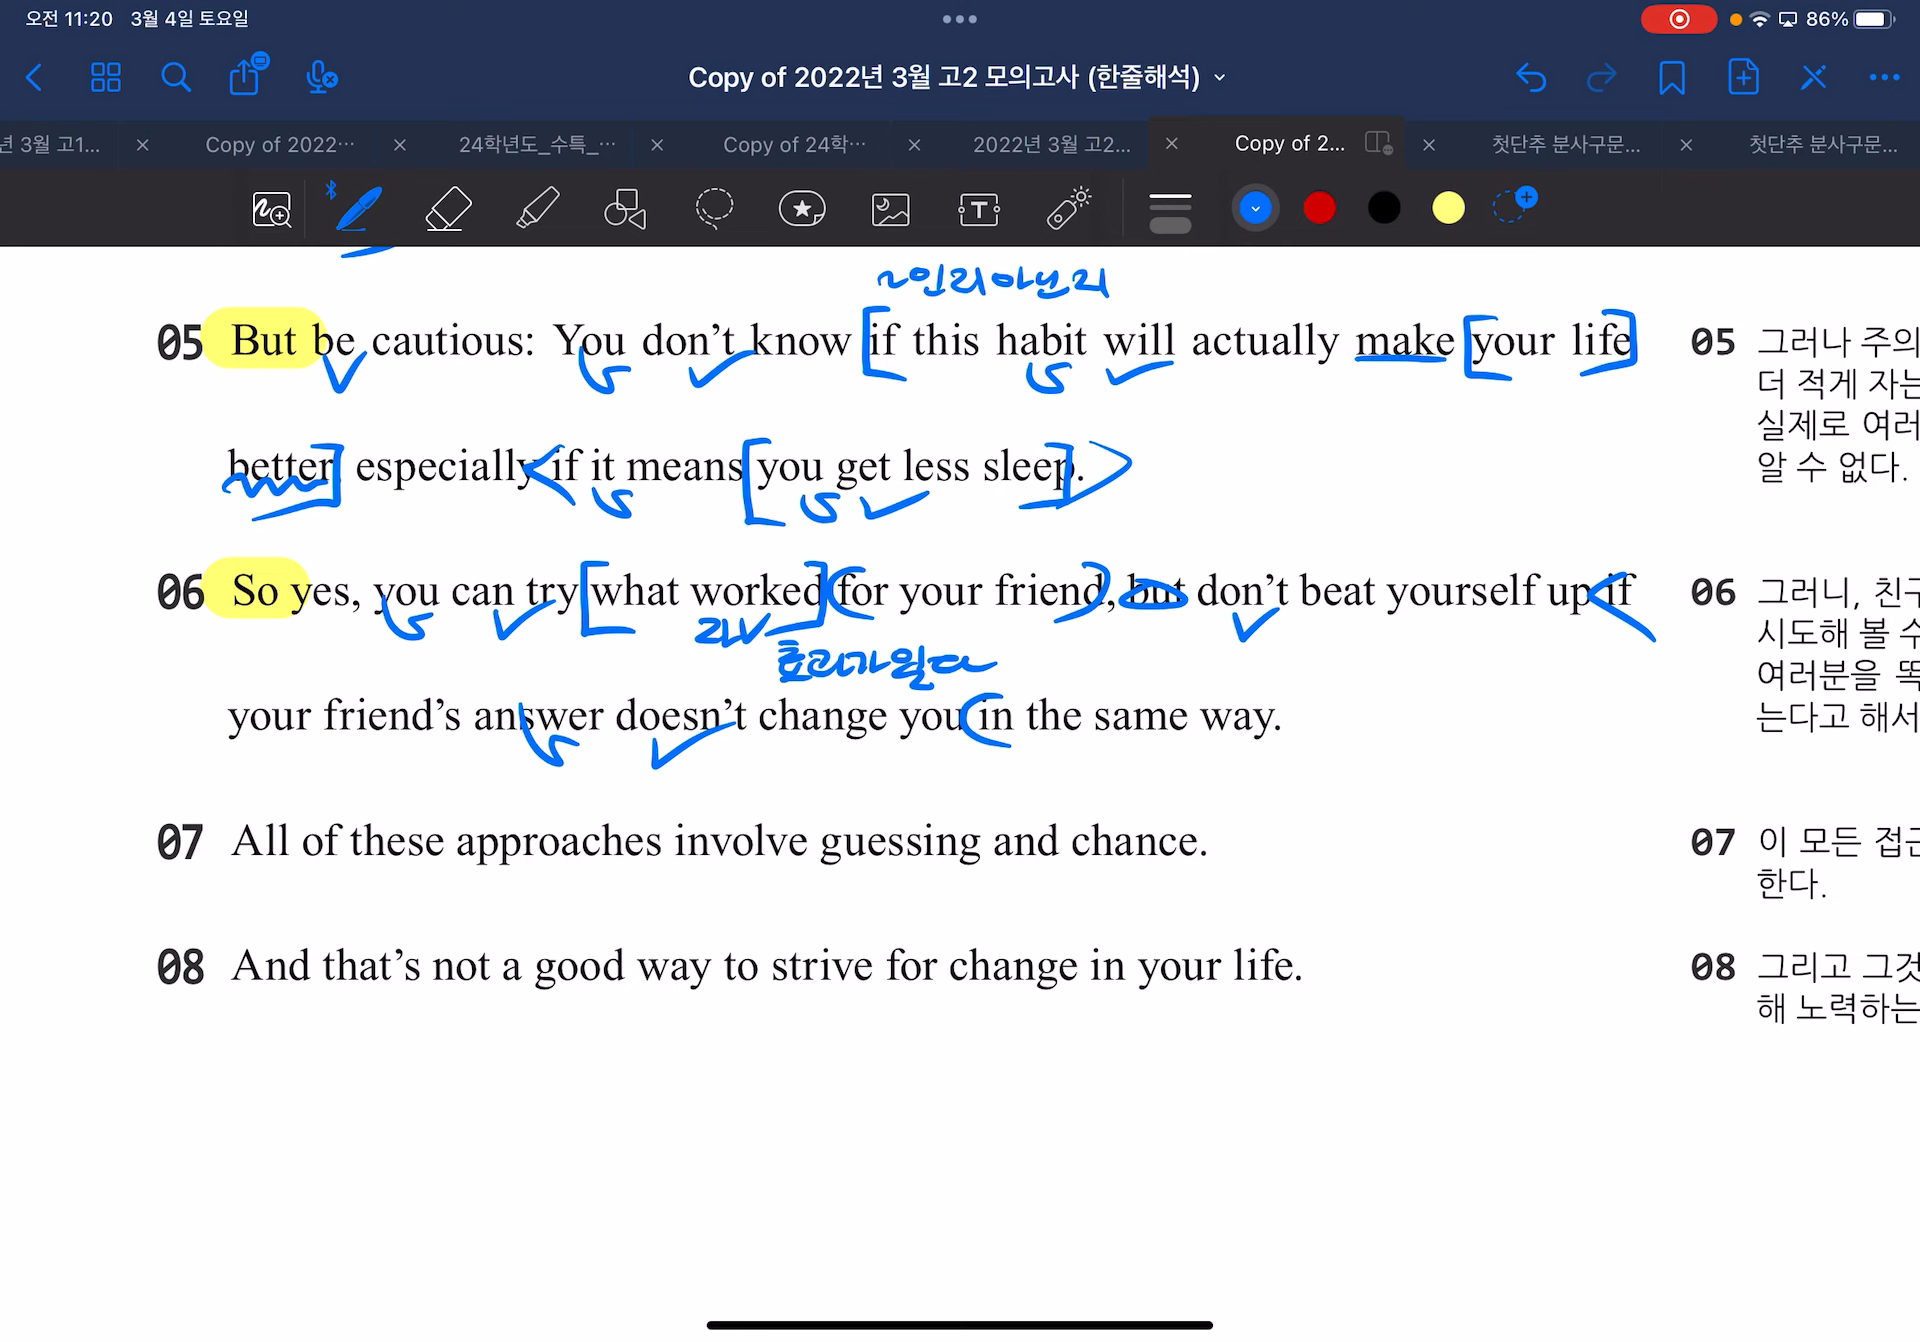 오전 11:20 3월 4일 토요일
86%
Copy of 2022년 3월 고2 모의고사 (한줄해석)
년 3월 고1...
Copy of 2022...
24학년도_수특_...
Copy of 24학...
2022년 3월 고2...
Copy of 2...
첫단추 분사구문...
첫단추 분사구문...
~인지 아닌지
05 But be cautious: You don't know if this habit will actually make your life
better, especially if it means you get less sleep.
06 So yes, you can try what worked for your friend, but don't beat yourself up if
효과가 있다
your friend's answer doesn't change you in the same way.
07 All of these approaches involve guessing and chance.
08 And that's not a good way to strive for change in your life.
05 그러나 주의
더 적게 자는
실제로 여러
알 수 없다.
06 그러니, 친구
시도해 볼 수
여러분을 똑
는다고 해서
07 이 모든 접근
한다.
08 그리고 그것
해 노력하는